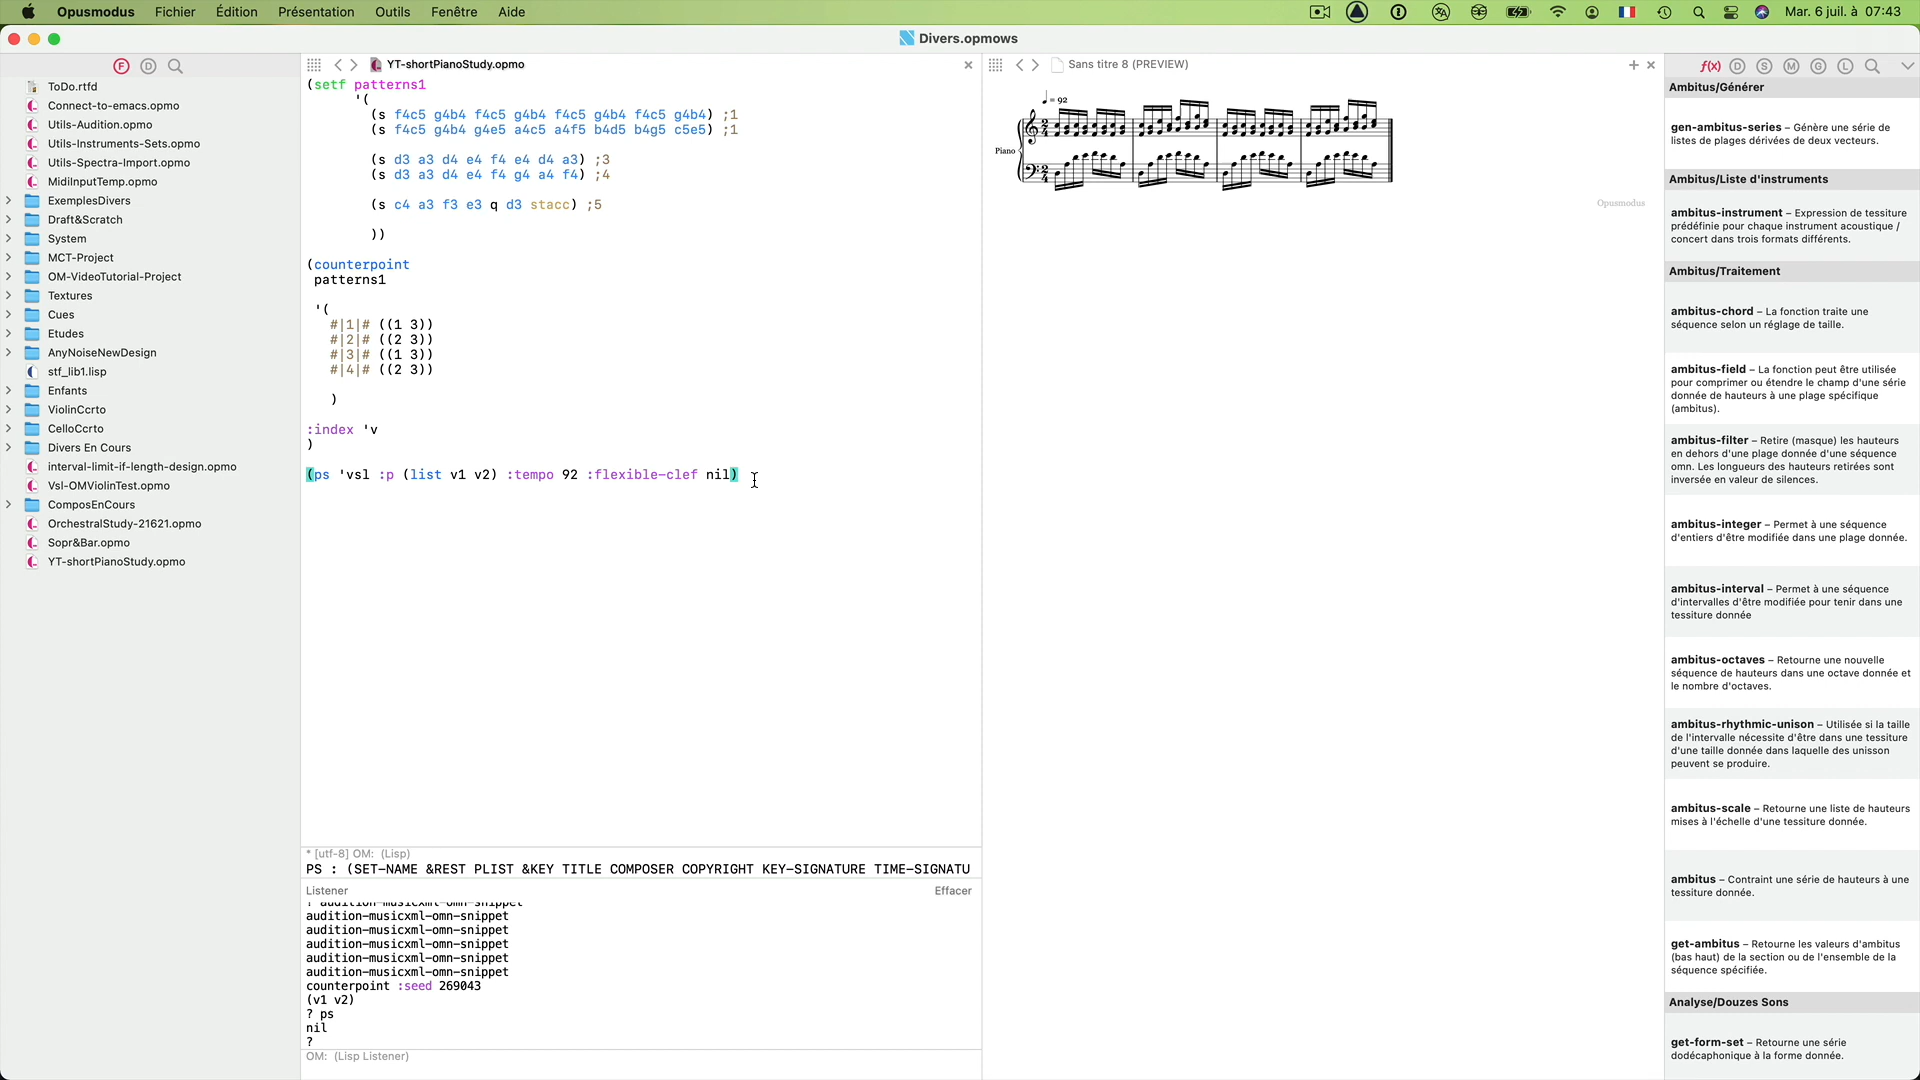 Opusmodus Fichier Édition Présentation Outils Fenêtre Aide Mar. 6 juil. à 07:43
Divers.opmows
ToDo.rtfd
Connect-to-emacs.opmo
Utils-Audition.opmo
Utils-Instruments-Sets.opmo
Utils-Spectra-Import.opmo
MidiInputTemp.opmo
ExemplesDivers
Draft&Scratch
System
MCT-Project
OM-VideoTutorial-Project
Textures
Cues
Etudes
AnyNoiseNewDesign
stf_lib1.lisp
Enfants
ViolinCcrto
CelloCcrto
Divers En Cours
interval-limit-if-length-design.opmo
Vsl-OMViolinTest.opmo
ComposEnCours
OrchestralStudy-21621.opmo
Sopr&Bar.opmo
YT-shortPianoStudy.opmo
YT-shortPianoStudy.opmo
(setf patterns1
'(
(s f4c5 g4b4 f4c5 g4b4 f4c5 g4b4 f4c5 g4b4) ;1
(s f4c5 g4b4 g4e5 a4c5 a4f5 b4d5 b4g5 c5e5) ;1
(s d3 a3 d4 e4 f4 e4 d4 a3) ;3
(s d3 a3 d4 e4 f4 g4 a4 f4) ;4
(s c4 a3 f3 e3 q d3 stacc) ;5
))
(counterpoint
patterns1
'(
#|1|# ((1 3))
#|2|# ((2 3))
#|3|# ((1 3))
#|4|# ((2 3))
)
:index 'v
)
(ps 'vsl :p (list v1 v2) :tempo 92 :flexible-clef nil)
* [utf-8] OM: (Lisp)
PS : (SET-NAME &REST PLIST &KEY TITLE COMPOSER COPYRIGHT KEY-SIGNATURE TIME-SIGNATU
Listener Effacer
audition-musicxml-omn-snippet
audition-musicxml-omn-snippet
audition-musicxml-omn-snippet
audition-musicxml-omn-snippet
audition-musicxml-omn-snippet
audition-musicxml-omn-snippet
counterpoint :seed 269043
(v1 v2)
? ps
nil
?
OM: (Lisp Listener)
Sans titre 8 (PREVIEW)
= 92
Piano
Opusmodus
f(x) D S M G L
Ambitus/Générer
gen-ambitus-series – Génère une série de
listes de plages dérivées de deux vecteurs.
Ambitus/Liste d'instruments
ambitus-instrument – Expression de tessiture
prédéfinie pour chaque instrument acoustique /
concert dans trois formats différents.
Ambitus/Traitement
ambitus-chord – La fonction traite une
séquence selon un réglage de taille.
ambitus-field – La fonction peut être utilisée
pour comprimer ou étendre le champ d'une série
donnée de hauteurs à une plage spécifique
(ambitus).
ambitus-filter – Retire (masque) les hauteurs
en dehors d'une plage donnée d'une séquence
omn. Les longueurs des hauteurs retirées sont
inversée en valeur de silences.
ambitus-integer – Permet à une séquence
d'entiers d'être modifiée dans une plage donnée.
ambitus-interval – Permet à une séquence
d'intervalles d'être modifiée pour tenir dans une
tessiture donnée
ambitus-octaves – Retourne une nouvelle
séquence de hauteurs dans une octave donnée et
le nombre d'octaves.
ambitus-rhythmic-unison – Utilisée si la taille
de l'intervalle nécessite d'être dans une tessiture
d'une taille donnée dans laquelle des unisson
peuvent se produire.
ambitus-scale – Retourne une liste de hauteurs
mises à l'échelle d'une tessiture donnée.
ambitus – Contraint une série de hauteurs à une
tessiture donnée.
get-ambitus – Retourne les valeurs d'ambitus
(bas haut) de la section ou de l'ensemble de la
séquence spécifiée.
Analyse/Douzes Sons
get-form-set – Retourne une série
dodécaphonique à la forme donnée.